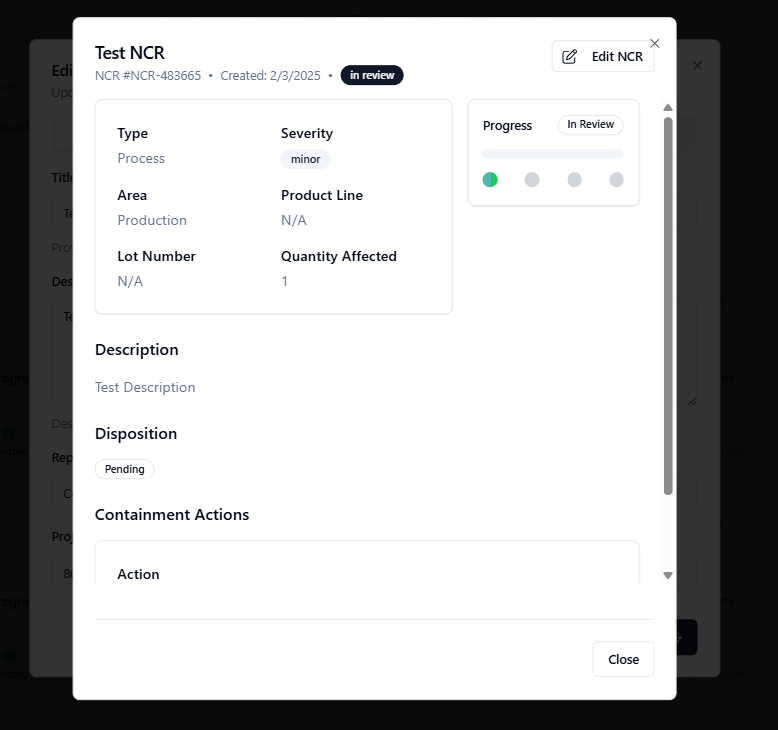 Test NCR
Edit NCR
NCR #NCR-483665 • Created: 2/3/2025 • in review
Type
Severity
Process
minor
Area
Product Line
Production
N/A
Lot Number
Quantity Affected
N/A
1
Progress
In Review
Description
Test Description
Disposition
Pending
Containment Actions
Action
Close